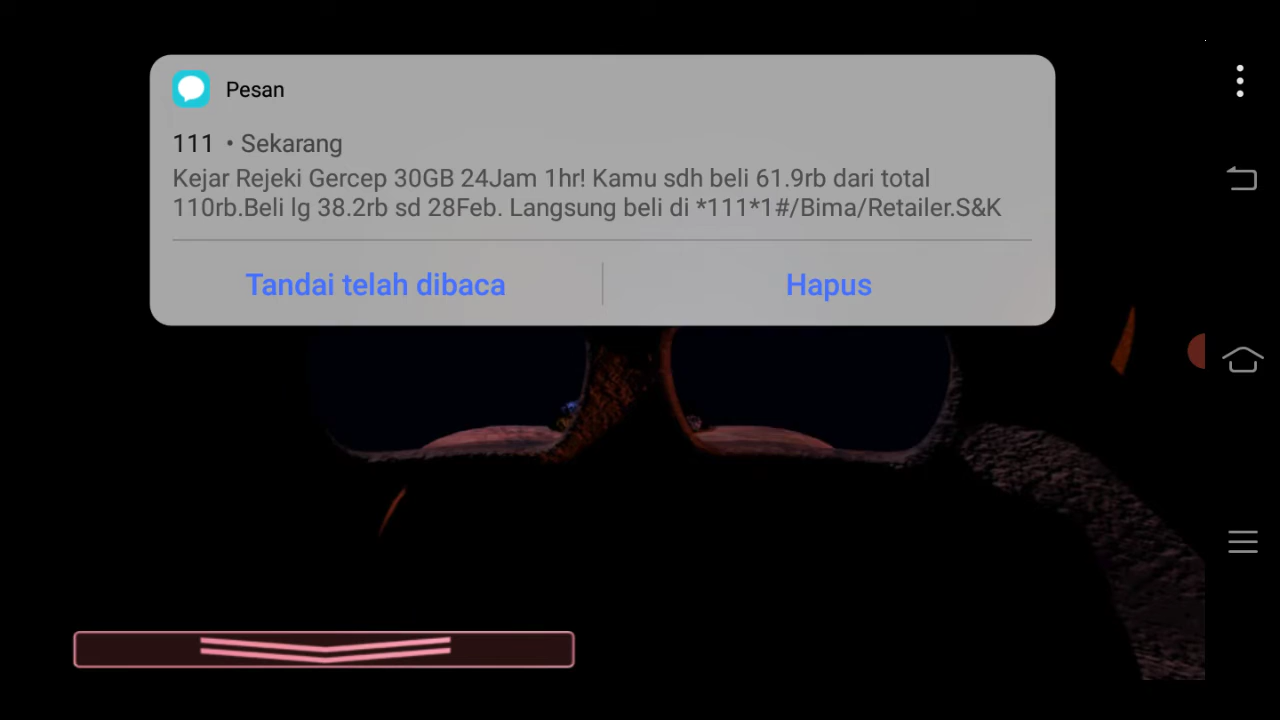 Pesan
111 • Sekarang
Kejar Rejeki Gercep 30GB 24Jam 1hr! Kamu sdh beli 61.9rb dari total
110rb.Beli lg 38.2rb sd 28Feb. Langsung beli di *111*1#/Bima/Retailer.S&K
Tandai telah dibaca
Hapus